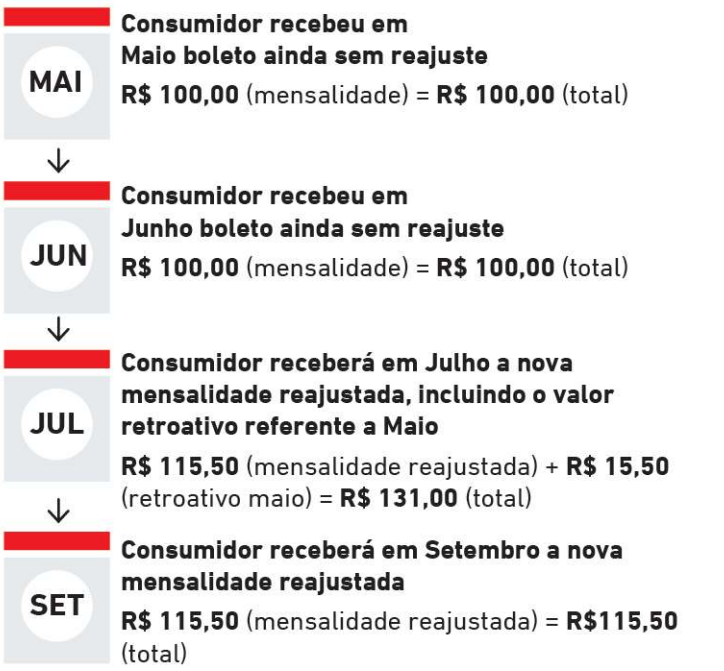 MAI
Consumidor recebeu em
Maio boleto ainda sem reajuste
R$ 100,00 (mensalidade) = R$ 100,00 (total)
JUN
Consumidor recebeu em
Junho boleto ainda sem reajuste
R$ 100,00 (mensalidade) = R$ 100,00 (total)
JUL
Consumidor receberá em Julho a nova
mensalidade reajustada, incluindo o valor
retroativo referente a Maio
R$ 115,50 (mensalidade reajustada) + R$ 15,50
(retroativo maio) = R$ 131,00 (total)
SET
Consumidor receberá em Setembro a nova
mensalidade reajustada
R$ 115,50 (mensalidade reajustada) = R$115,50
(total)